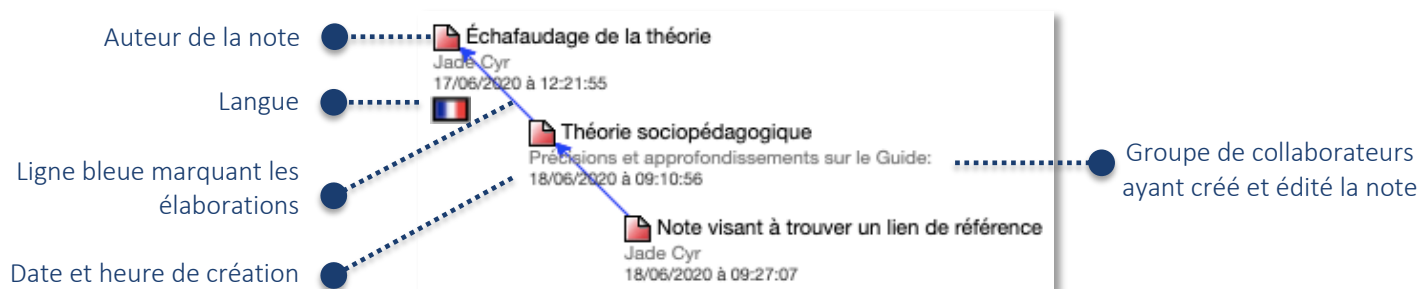 Auteur de la note
Échafaudage de la théorie
Jade Cyr
17/06/2020 à 12:21:55
Langue
Théorie sociopédagogique
Précisions et approfondissements sur le Guide:
18/06/2020 à 09:10:56
Groupe de collaborateurs
ayant créé et édité la note
Ligne bleue marquant les
élaborations
Note visant à trouver un lien de référence
Jade Cyr
18/06/2020 à 09:27:07
Date et heure de création